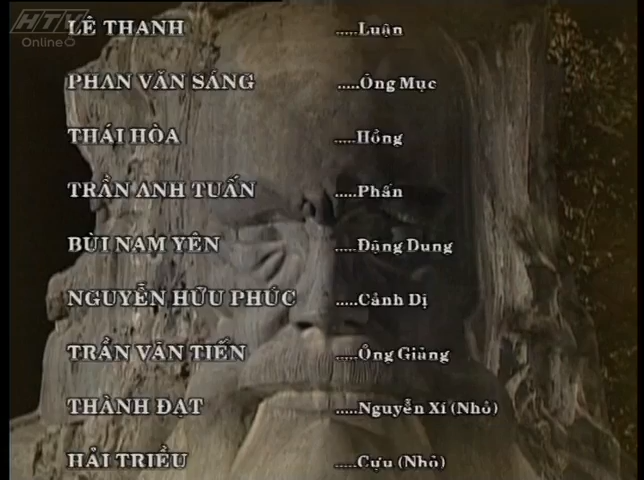 HTV
Online
LÊ THANH .....Luận
PHAN VĂN SÁNG .....Ông Mục
THÁI HÒA .....Hồng
TRẦN ANH TUẤN .....Phấn
BÙI NAM YÊN .....Đặng Dung
NGUYỄN HỮU PHÚC .....Cảnh Dị
TRẦN VĂN TIẾN .....Ông Giảng
THÀNH ĐẠT .....Nguyễn Xí (Nhỏ)
HẢI TRIỀU .....Cựu (Nhỏ)